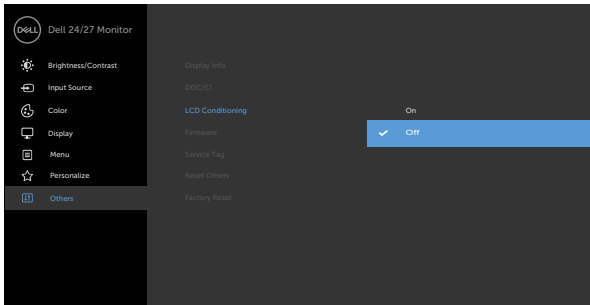 DELL Dell 24/27 Monitor
Brightness/Contrast
Input Source
Color
Display
Menu
Personalize
Others
Display Info
DDC/CI
LCD Conditioning
Firmware
Service Tag
Reset Others
Factory Reset
On
Off